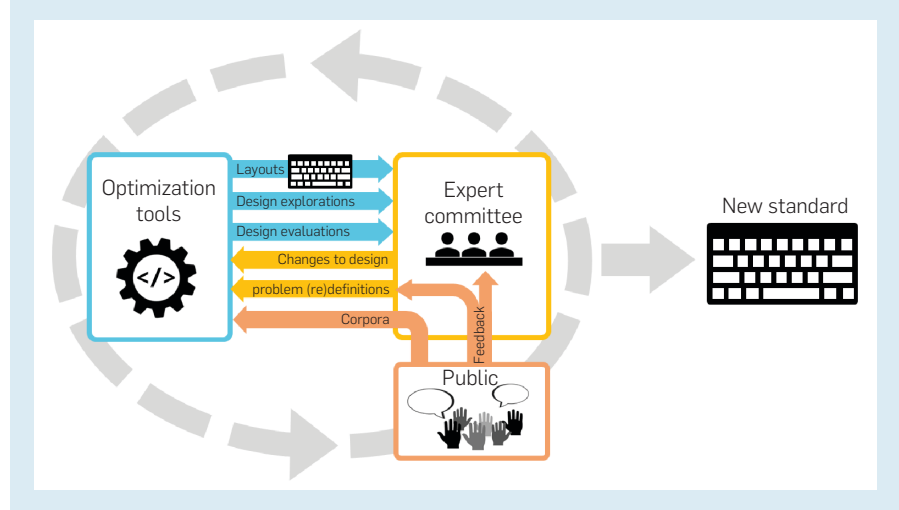 Optimization
tools
</>
Layouts
Design explorations
Design evaluations
Changes to design
problem (re)definitions
Corpora
Expert
committee
Feedback
Public
New standard